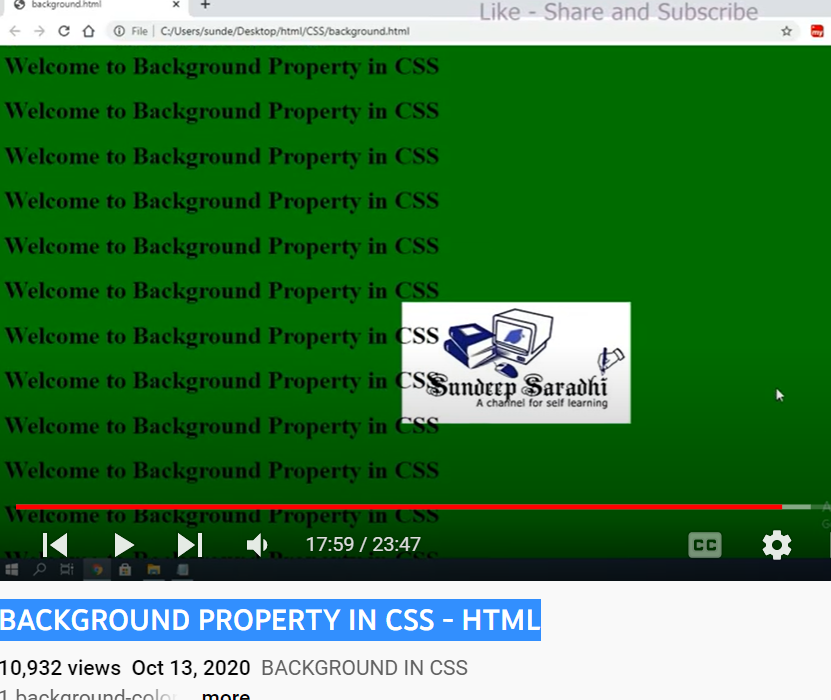 background.html
Like - Share and Subscribe
File | C:/Users/sunde/Desktop/html/CSS/background.html
my
Welcome to Background Property in CSS
Welcome to Background Property in CSS
Welcome to Background Property in CSS
Welcome to Background Property in CSS
Welcome to Background Property in CSS
Welcome to Background Property in CSS
Welcome to Background Property in CSS
Welcome to Background Property in CSS
Sundeep Saradhi
A channel for self learning
Welcome to Background Property in CSS
Welcome to Background Property in CSS
Welcome to Background Property in CSS
17:59 / 23:47
CC
BACKGROUND PROPERTY IN CSS - HTML
10,932 views Oct 13, 2020 BACKGROUND IN CSS
1.background-color more